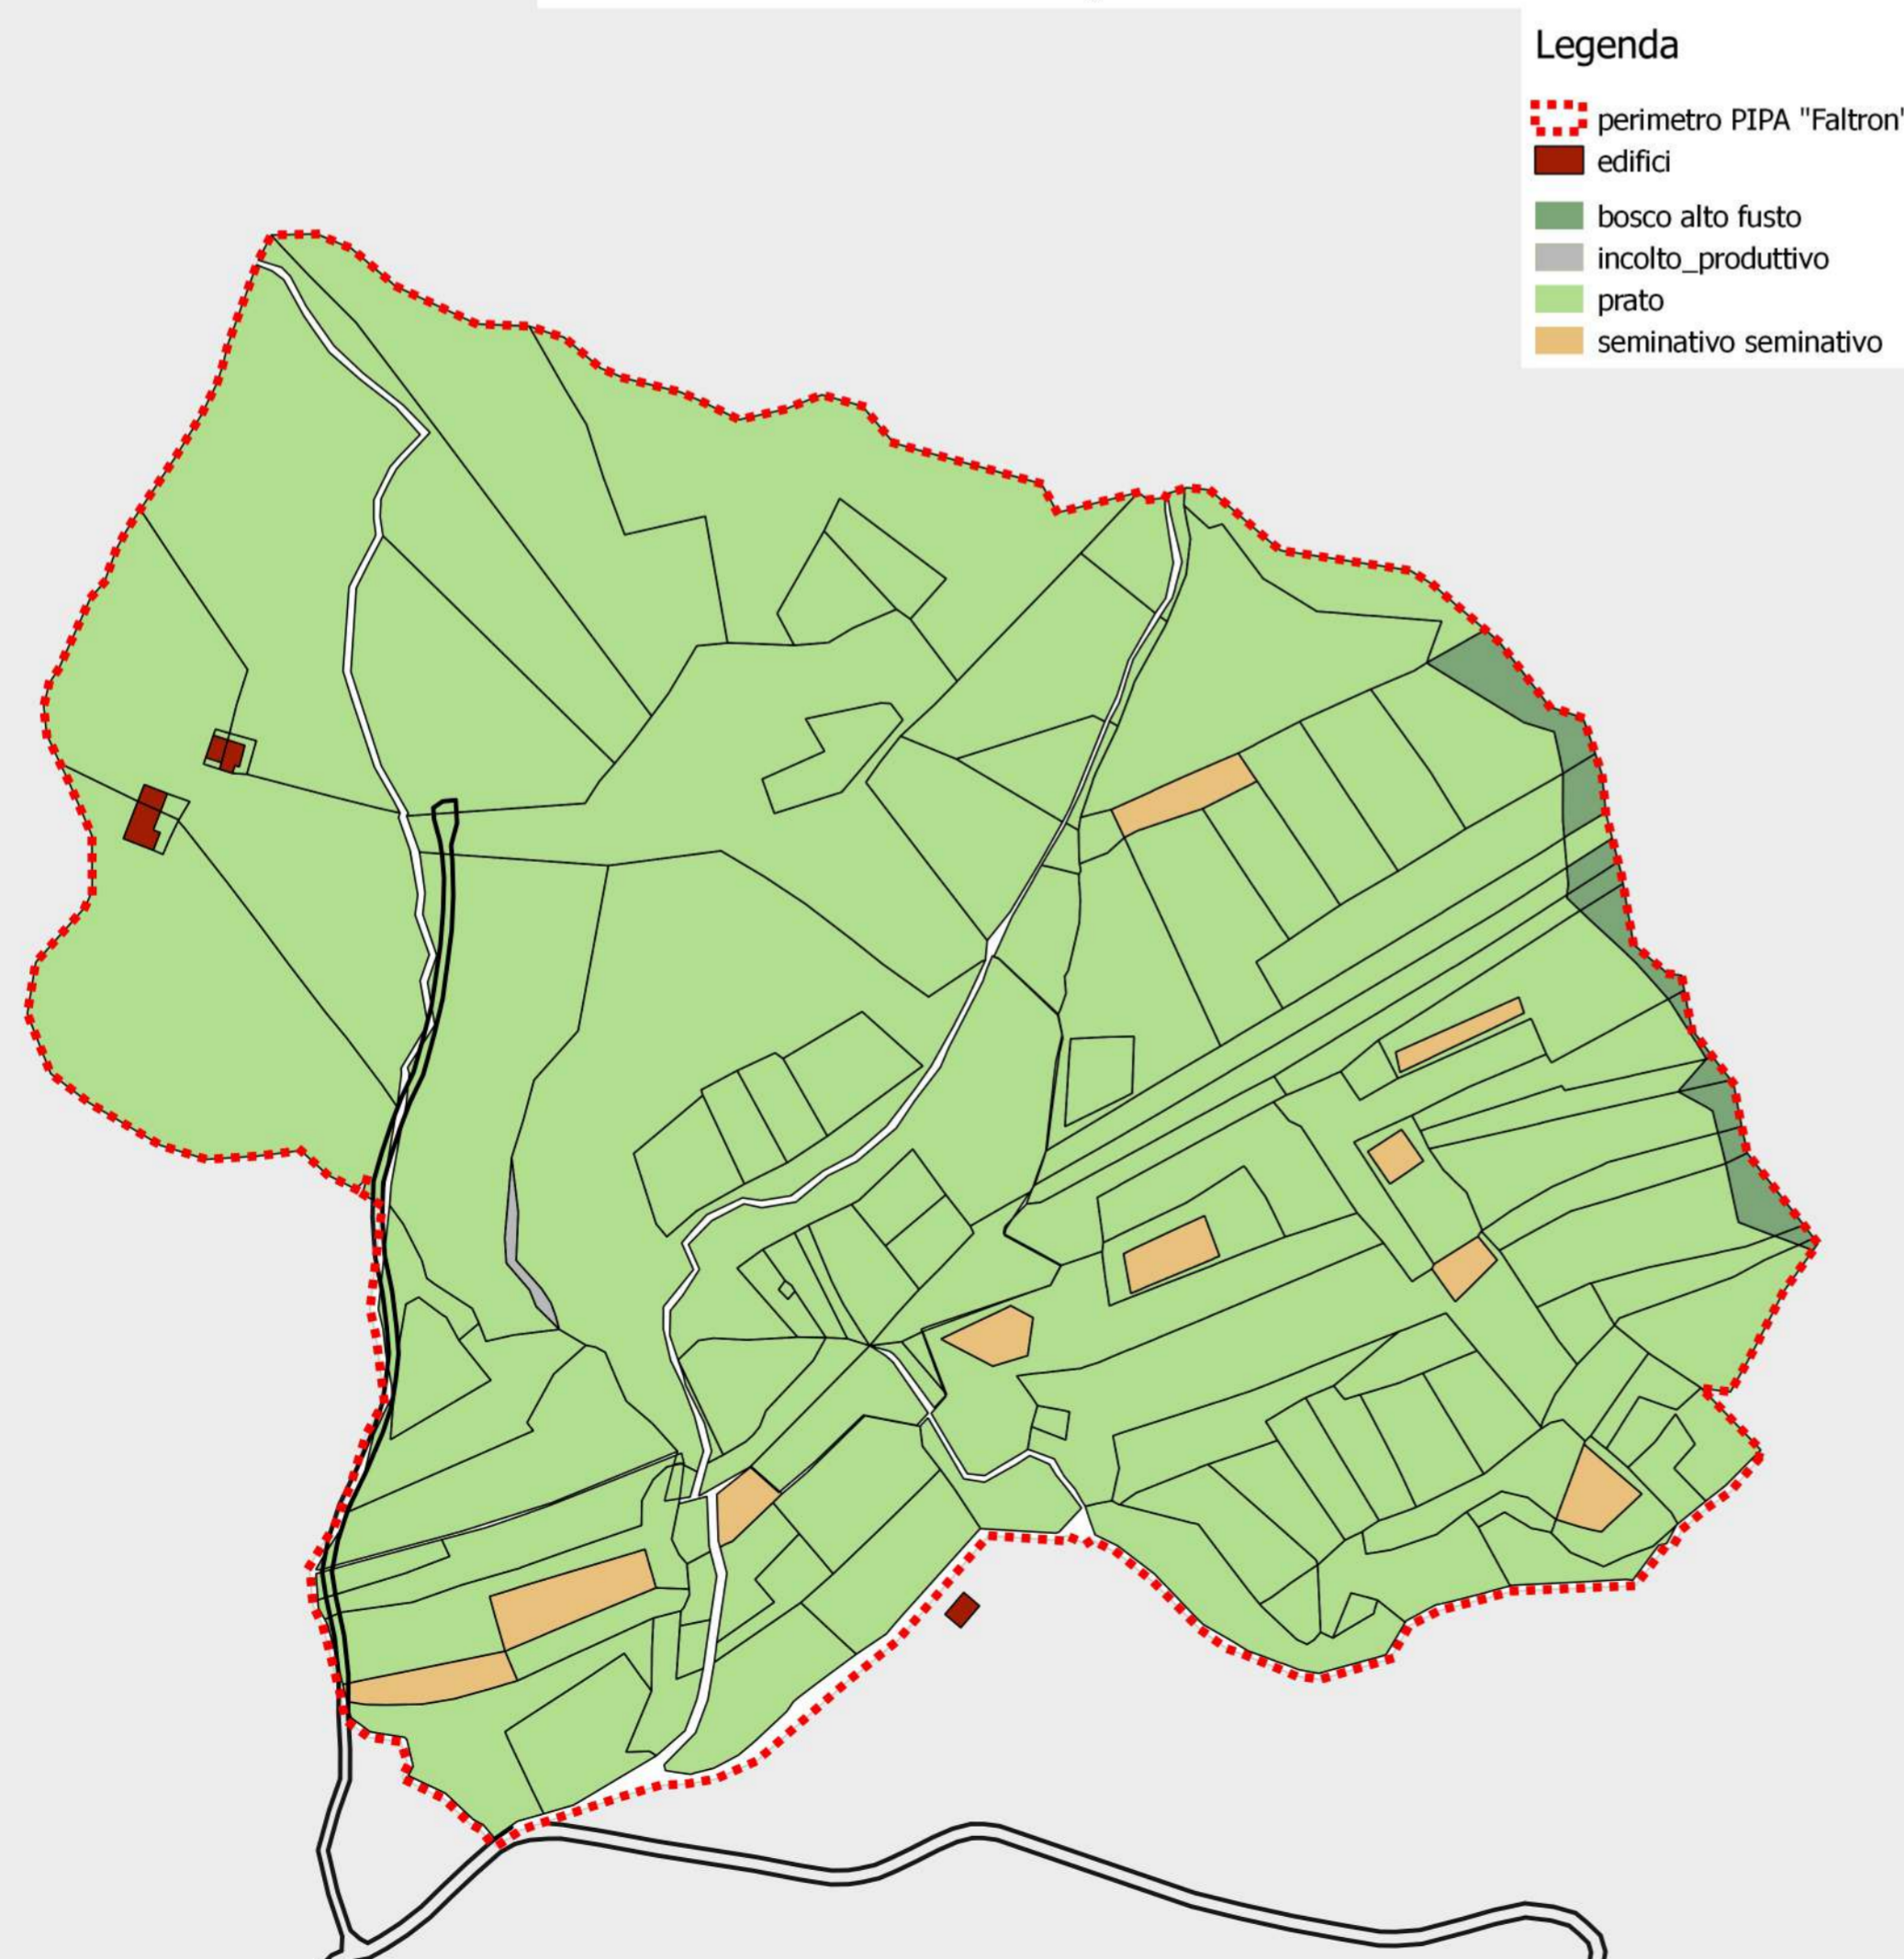 Legenda
perimetro PIPA "Faltron"
edifici
bosco alto fusto
incolto_produttivo
prato
seminativo seminativo